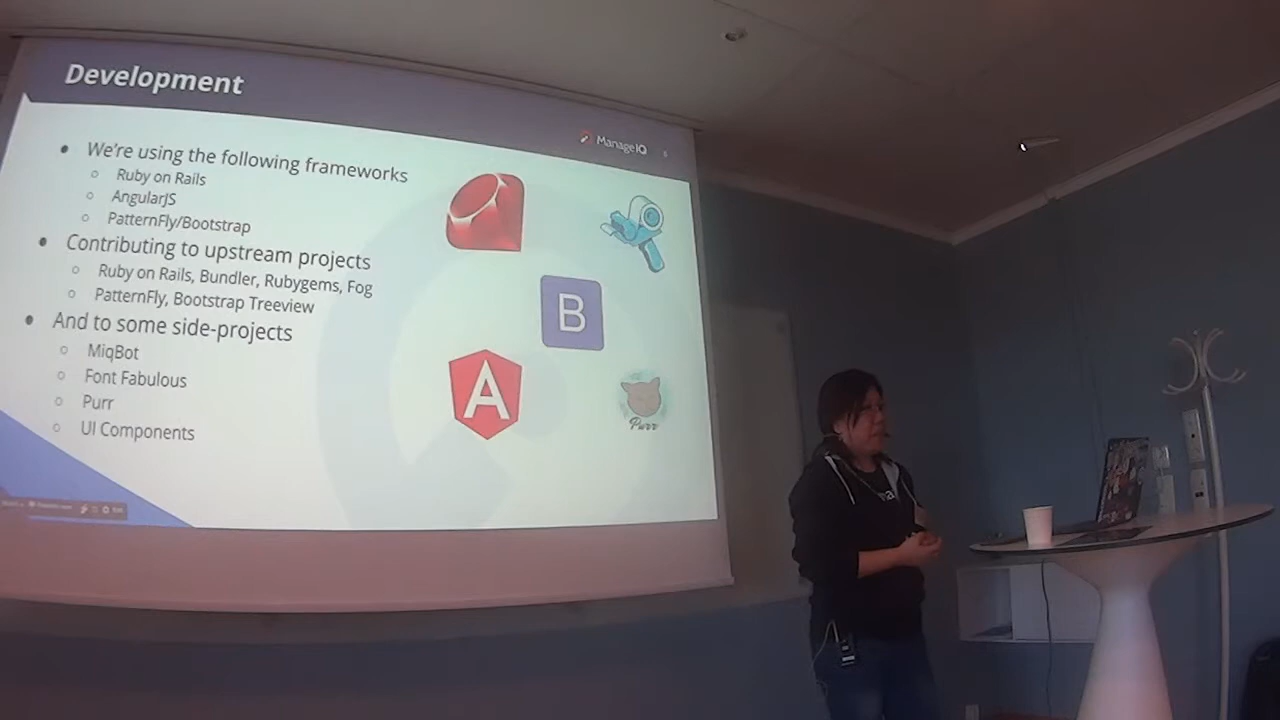 Development
ManageIQ
• We're using the following frameworks
○ Ruby on Rails
○ AngularJS
○ PatternFly/Bootstrap
• Contributing to upstream projects
○ Ruby on Rails, Bundler, Rubygems, Fog
○ PatternFly, Bootstrap Treeview
• And to some side-projects
○ MiqBot
○ Font Fabulous
○ Purr
○ UI Components
B
A
Purr